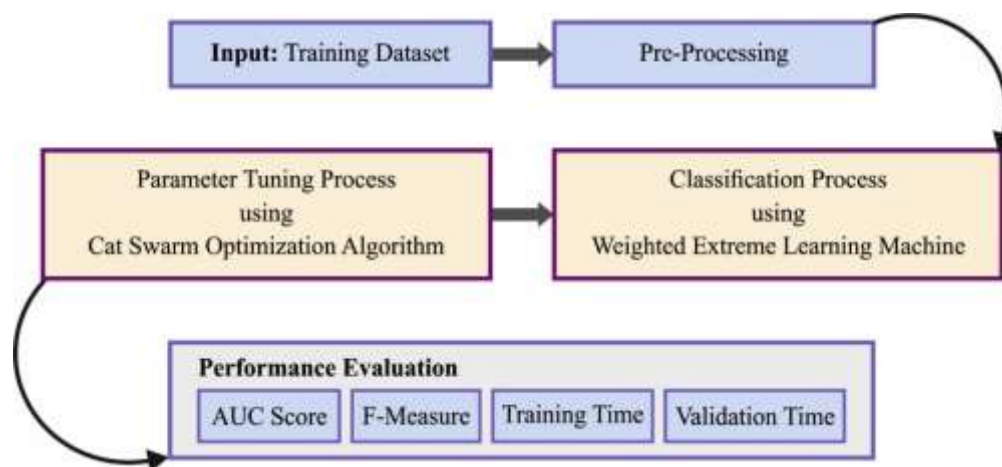 Input: Training Dataset
Pre-Processing
Parameter Tuning Process
using
Cat Swarm Optimization Algorithm
Classification Process
using
Weighted Extreme Learning Machine
Performance Evaluation
AUC Score
F-Measure
Training Time
Validation Time